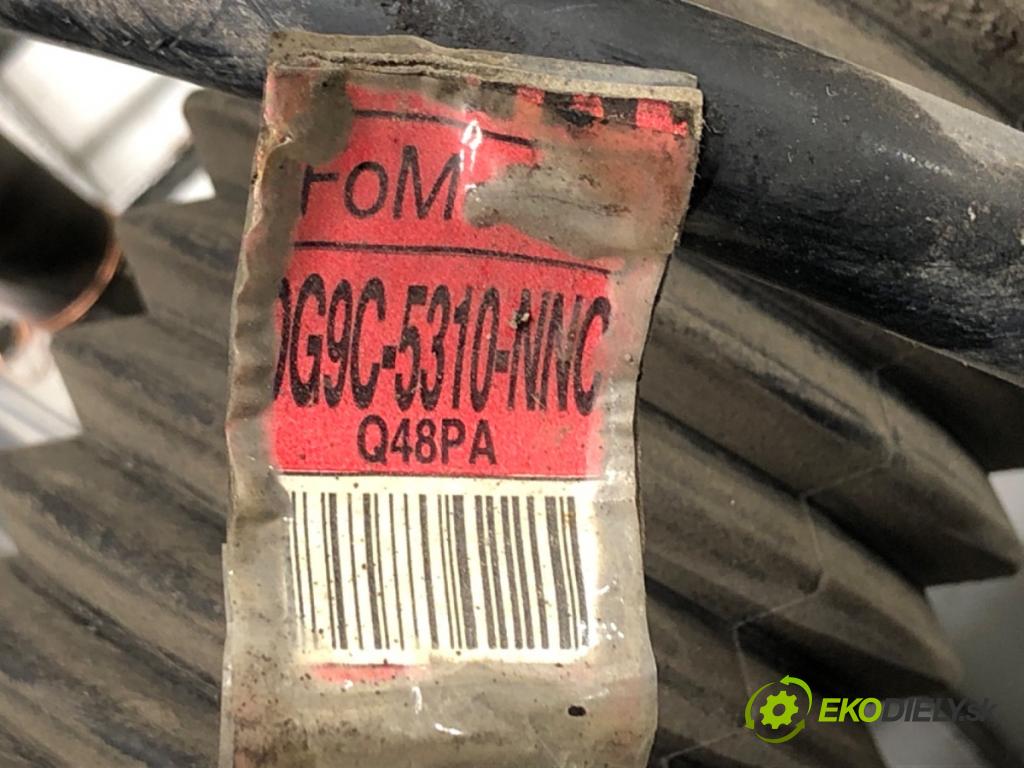 FoM
DG9C-5310-NNC
Q48PA
EKODIELY.sk